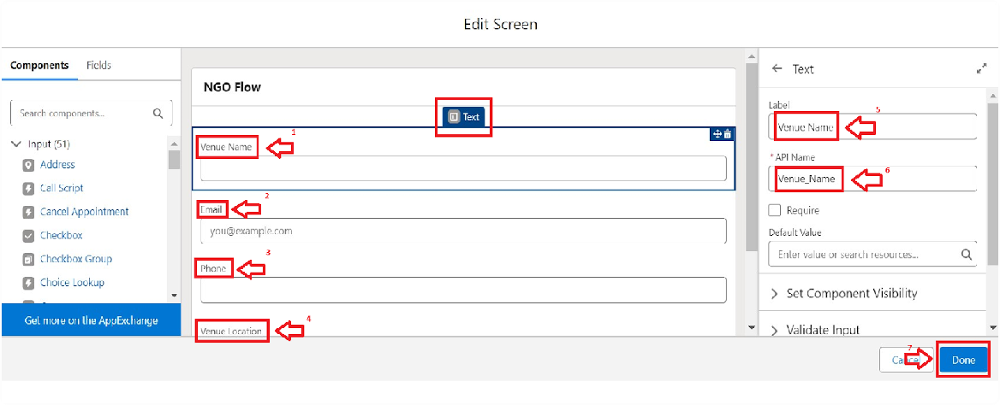 Edit Screen
Components
Fields
Search components...
Input (51)
Address
Call Script
Cancel Appointment
Checkbox
Checkbox Group
Choice Lookup
Get more on the AppExchange
NGO Flow
Text
Venue Name
1
Email
2
you@example.com
Phone
3
Venue Location
4
Text
Label
Venue Name
5
* API Name
Venue_Name
6
Require
Default Value
Enter value or search resources...
Set Component Visibility
Validate Input
Cancel
7
Done